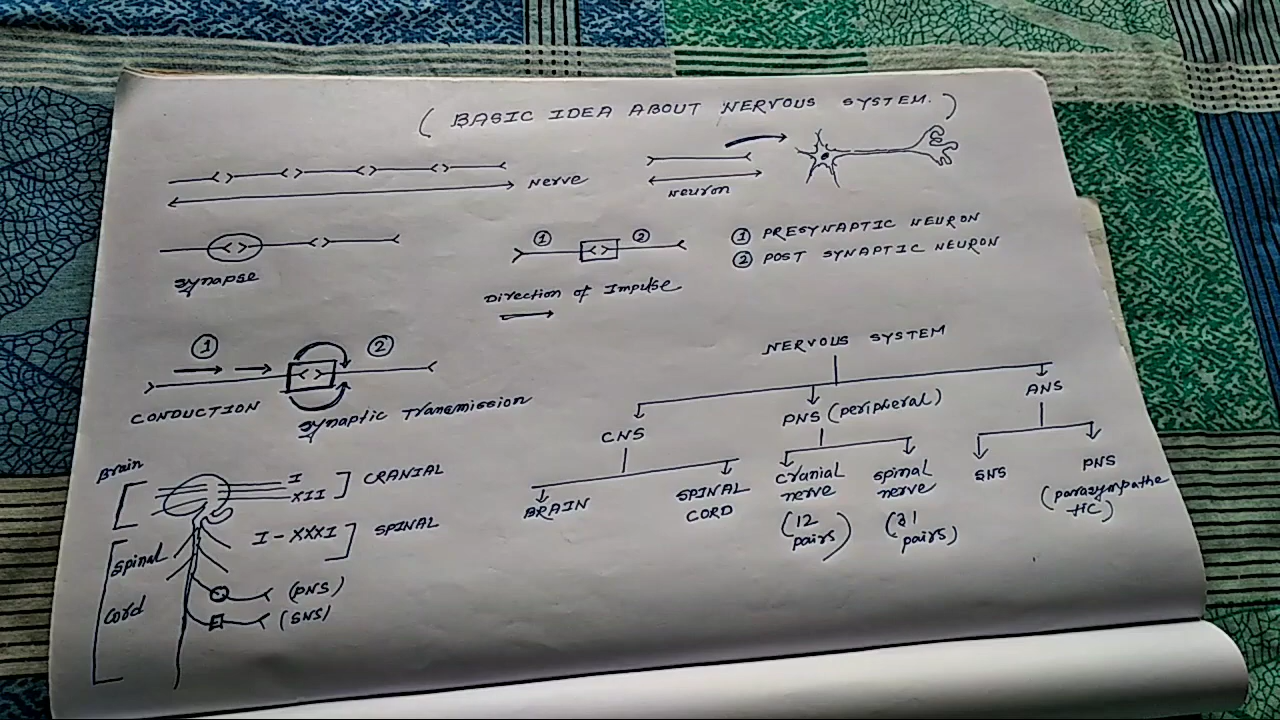 ( BASIC IDEA ABOUT NERVOUS SYSTEM. )
Nerve
Neuron
Synapse
① ②
① PRESYNAPTIC NEURON
② POST SYNAPTIC NEURON
Direction of Impulse
① ②
CONDUCTION
Synaptic Transmission
NERVOUS SYSTEM
CNS
PNS (peripheral)
ANS
BRAIN
SPINAL CORD
cranial nerve
(12 pairs)
spinal nerve
(31 pairs)
SNS
PNS
(parasympathetic)
Brain
I
XII
CRANIAL
I - XXXI
SPINAL
Spinal
Cord
(PNS)
(SNS)